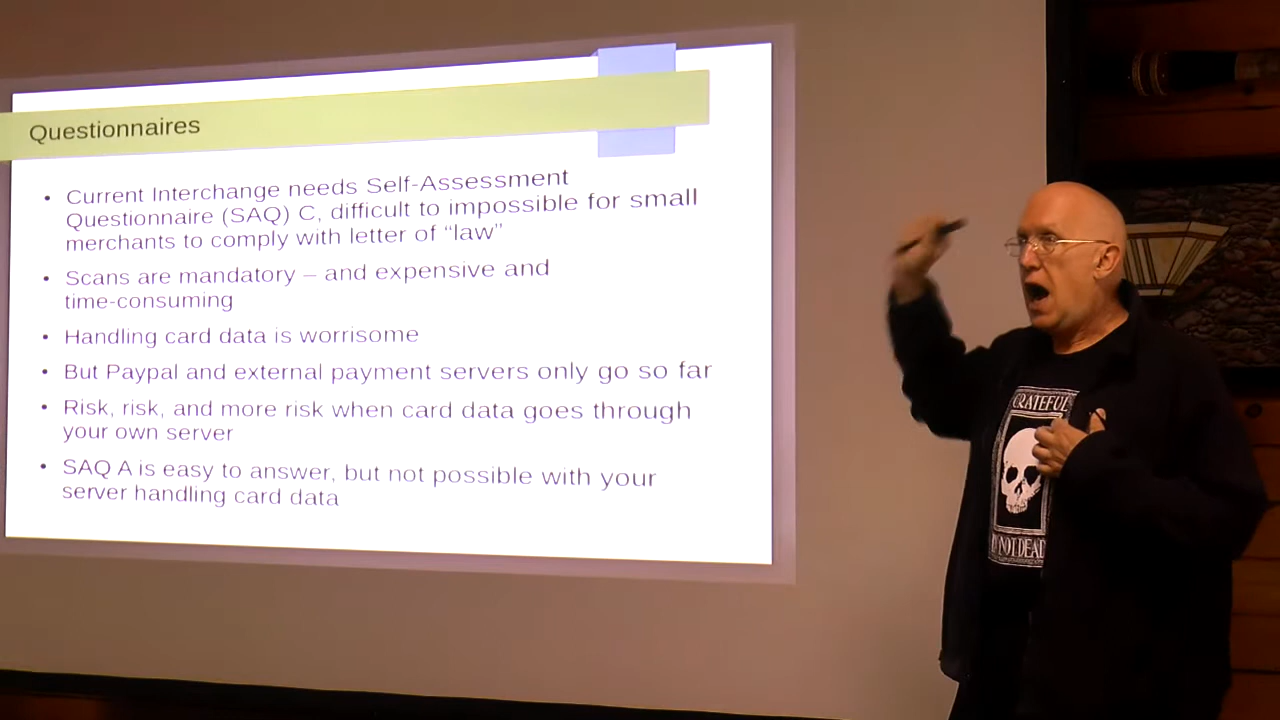 Questionnaires
• Current Interchange needs Self-Assessment
Questionnaire (SAQ) C, difficult to impossible for small
merchants to comply with letter of “law”
• Scans are mandatory – and expensive and
time-consuming
• Handling card data is worrisome
• But Paypal and external payment servers only go so far
• Risk, risk, and more risk when card data goes through
your own server
• SAQ A is easy to answer, but not possible with your
server handling card data
GRATEFUL
NOT DEAD